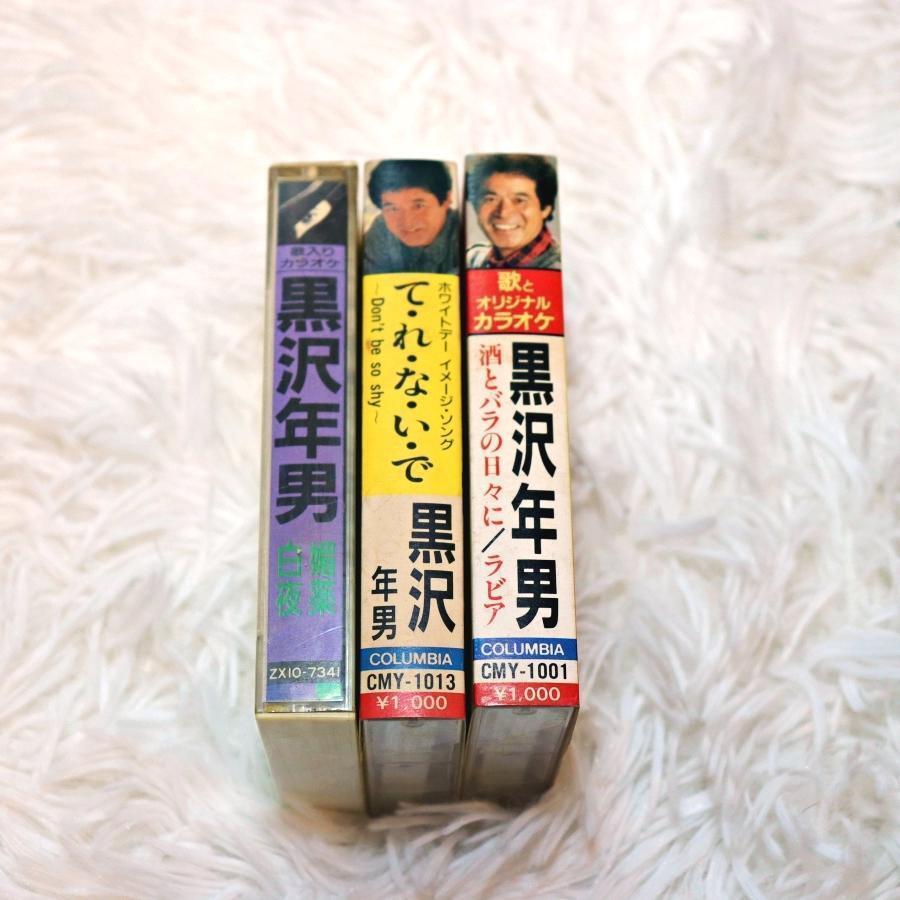 歌入り
カラオケ
黒沢年男
媚薬
白夜
ZX10-7341
ホワイトデー イメージ・ソング
て・れ・な・い・で
～Don't be so shy～
黒沢
年男
COLUMBIA
CMY-1013
¥1,000
歌と
オリジナル
カラオケ
黒沢年男
酒とバラの日々に/ラビア
COLUMBIA
CMY-1001
¥1,000